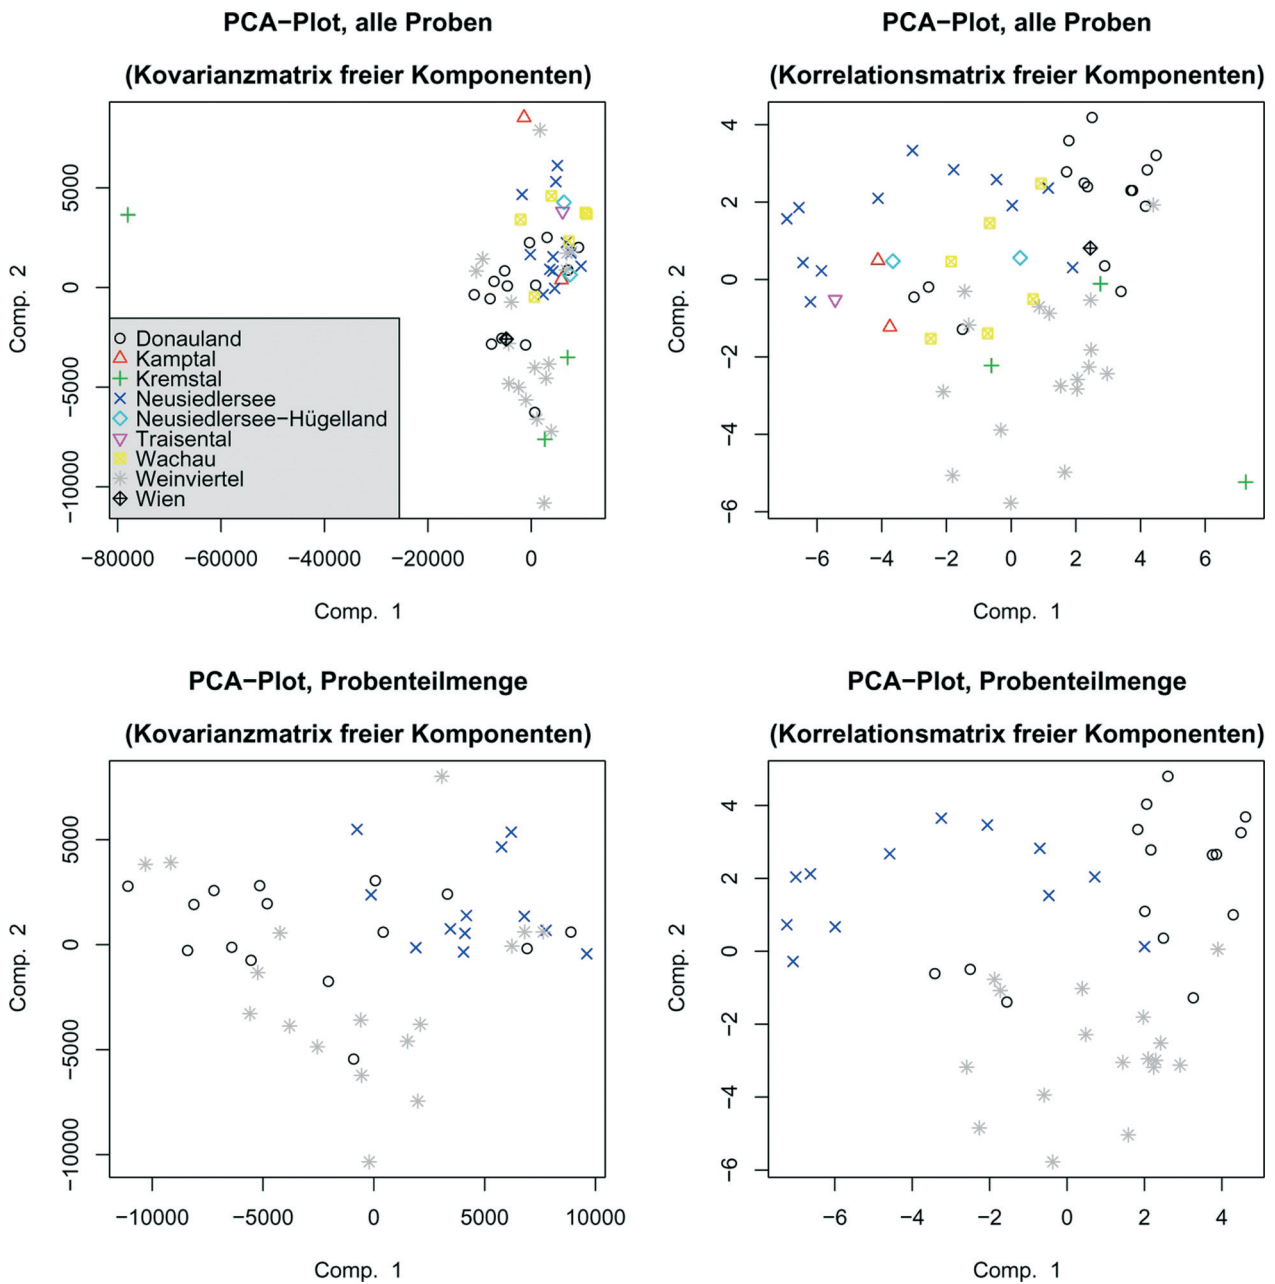 PCA−Plot, alle Proben
(Kovarianzmatrix freier Komponenten)
Comp. 2
5000
0
−5000
−10000
Donauland
Kamptal
Kremstal
Neusiedlersee
Neusiedlersee−Hügelland
Traisental
Wachau
Weinviertel
Wien
−80000 −60000 −40000 −20000 0
Comp. 1
PCA−Plot, alle Proben
(Korrelationsmatrix freier Komponenten)
Comp. 2
4
2
0
−2
−4
−6
−6 −4 −2 0 2 4 6
Comp. 1
PCA−Plot, Probenteilmenge
(Kovarianzmatrix freier Komponenten)
Comp. 2
5000
0
−5000
−10000
−10000 −5000 0 5000 10000
Comp. 1
PCA−Plot, Probenteilmenge
(Korrelationsmatrix freier Komponenten)
Comp. 2
4
2
0
−2
−4
−6
−6 −4 −2 0 2 4
Comp. 1